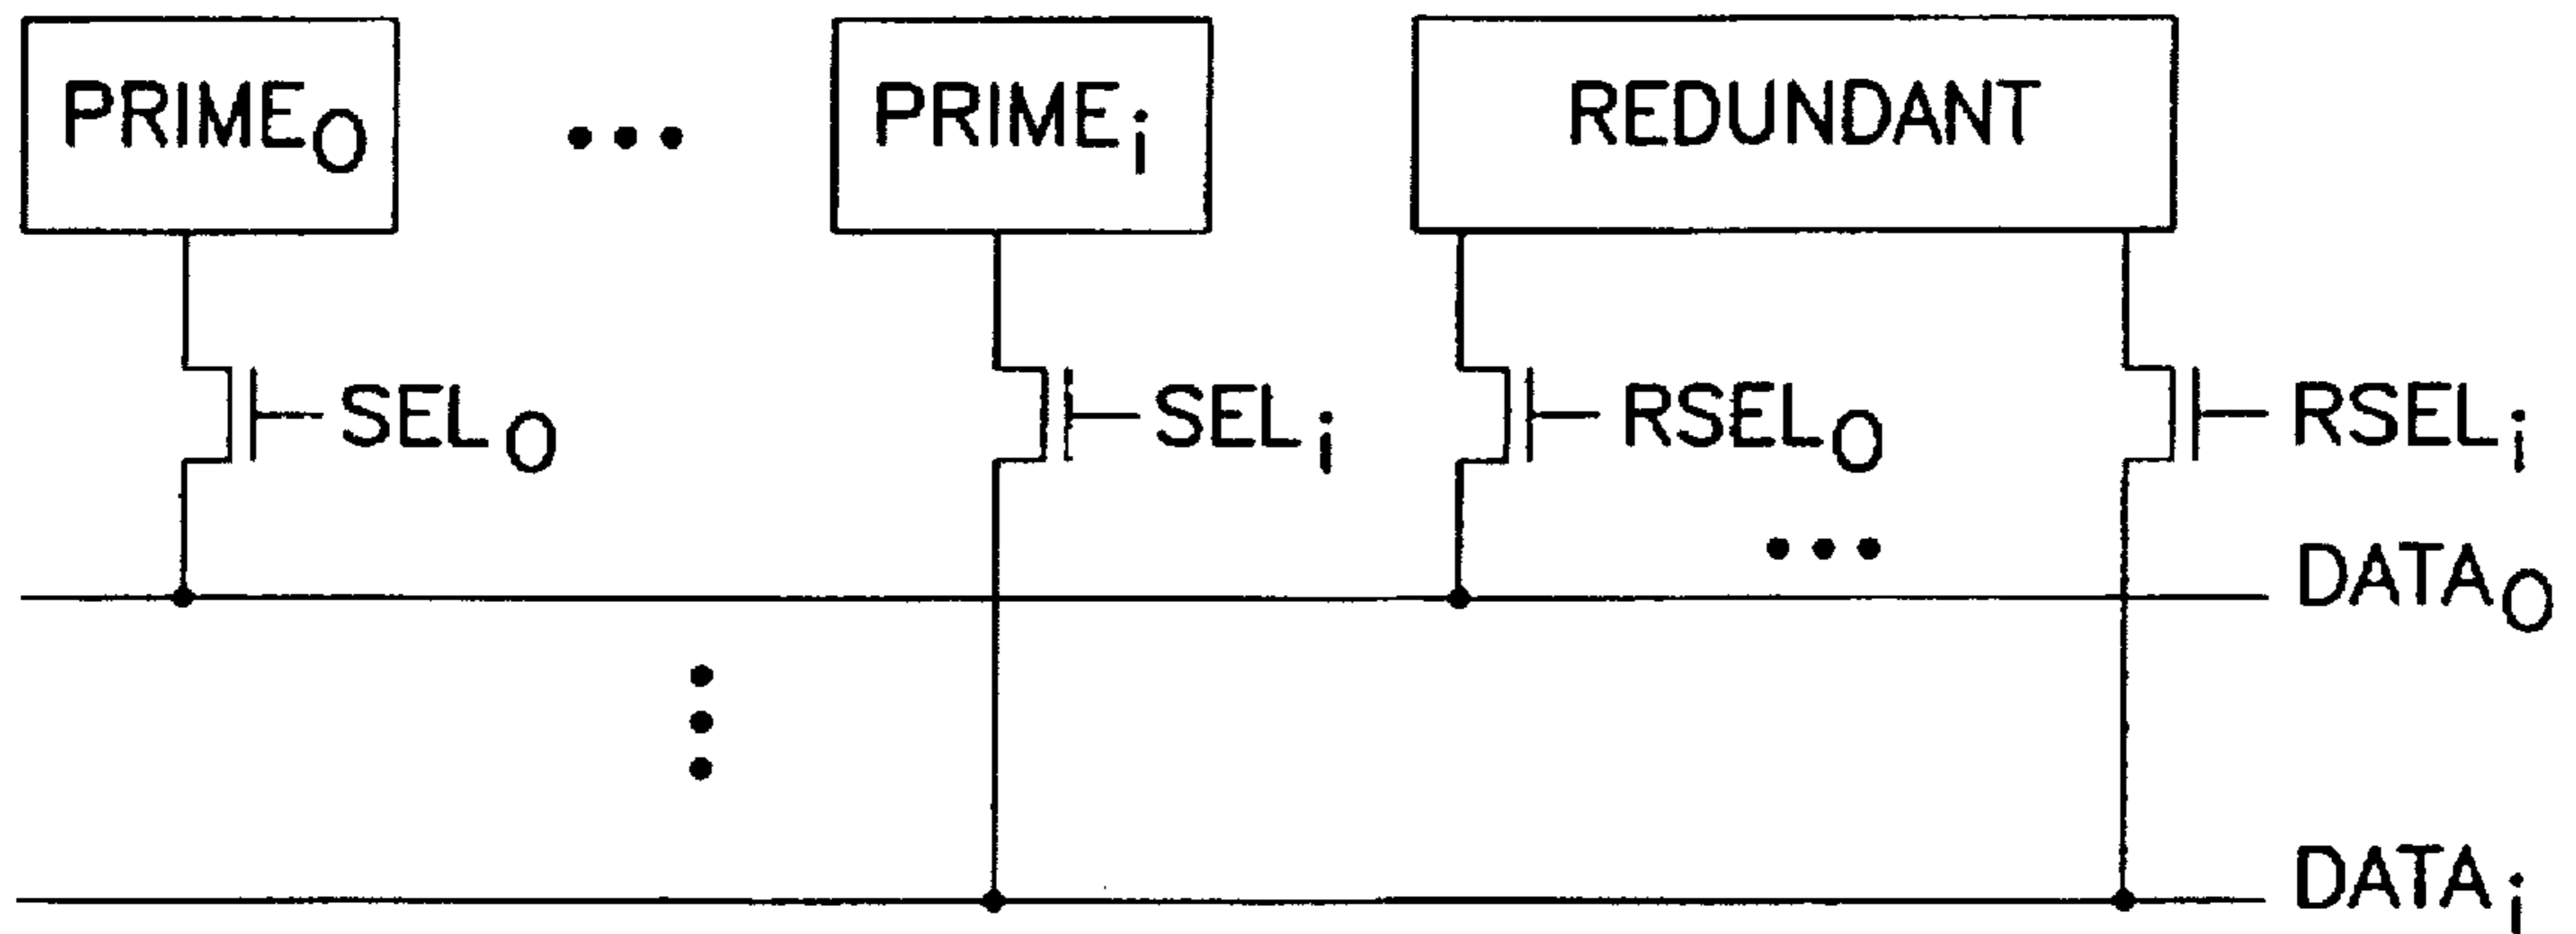 PRIME0 ••• PRIMEi REDUNDANT
SEL0 SELi RSEL0 RSELi
••• DATA0
DATAi